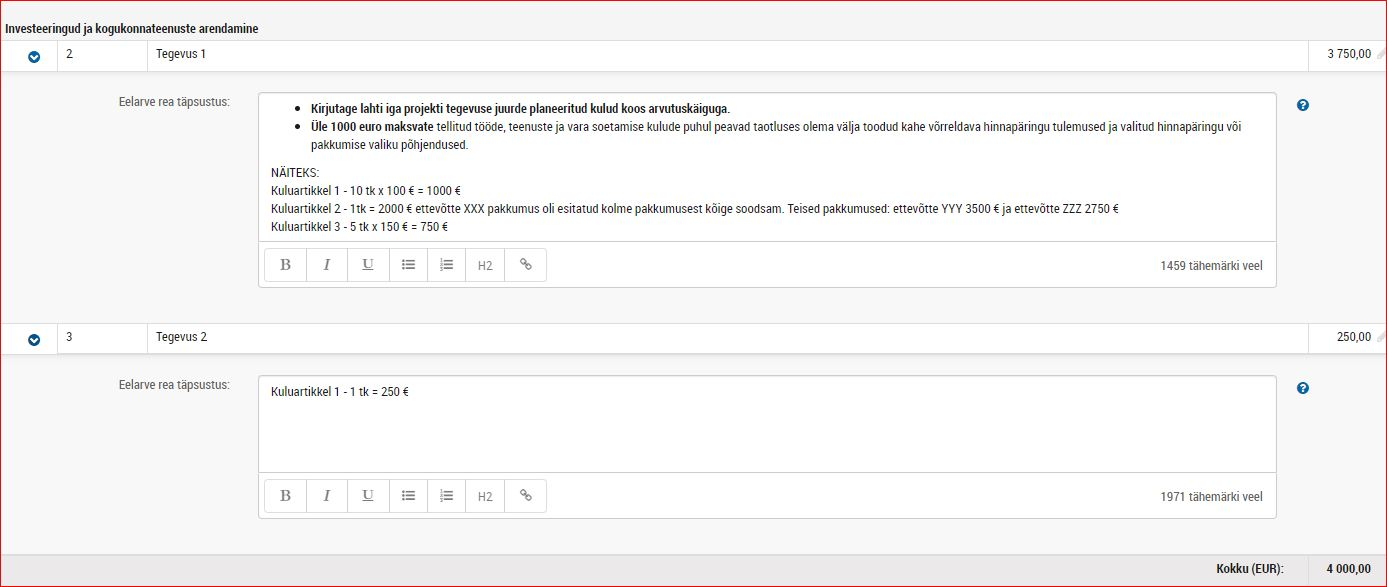 Investeeringud ja kogukonnateenuste arendamine
2 Tegevus 1 3 750,00
Eelarve rea täpsustus:
• Kirjutage lahti iga projekti tegevuse juurde planeeritud kulud koos arvutuskäiguga.
• Üle 1000 euro maksvate tellitud tööde, teenuste ja vara soetamise kulude puhul peavad taotluses olema välja toodud kahe võrreldava hinnapäringu tulemused ja valitud hinnapäringu või
pakkumise valiku põhjendused.
NÄITEKS:
Kuluartikkel 1 - 10 tk x 100 € = 1000 €
Kuluartikkel 2 - 1tk = 2000 € ettevõtte XXX pakkumus oli esitatud kolme pakkumusest kõige soodsam. Teised pakkumused: ettevõtte YYY 3500 € ja ettevõtte ZZZ 2750 €
Kuluartikkel 3 - 5 tk x 150 € = 750 €
B I U H2 1459 tähemärki veel
3 Tegevus 2 250,00
Eelarve rea täpsustus:
Kuluartikkel 1 - 1 tk = 250 €
B I U H2 1971 tähemärki veel
Kokku (EUR): 4 000,00